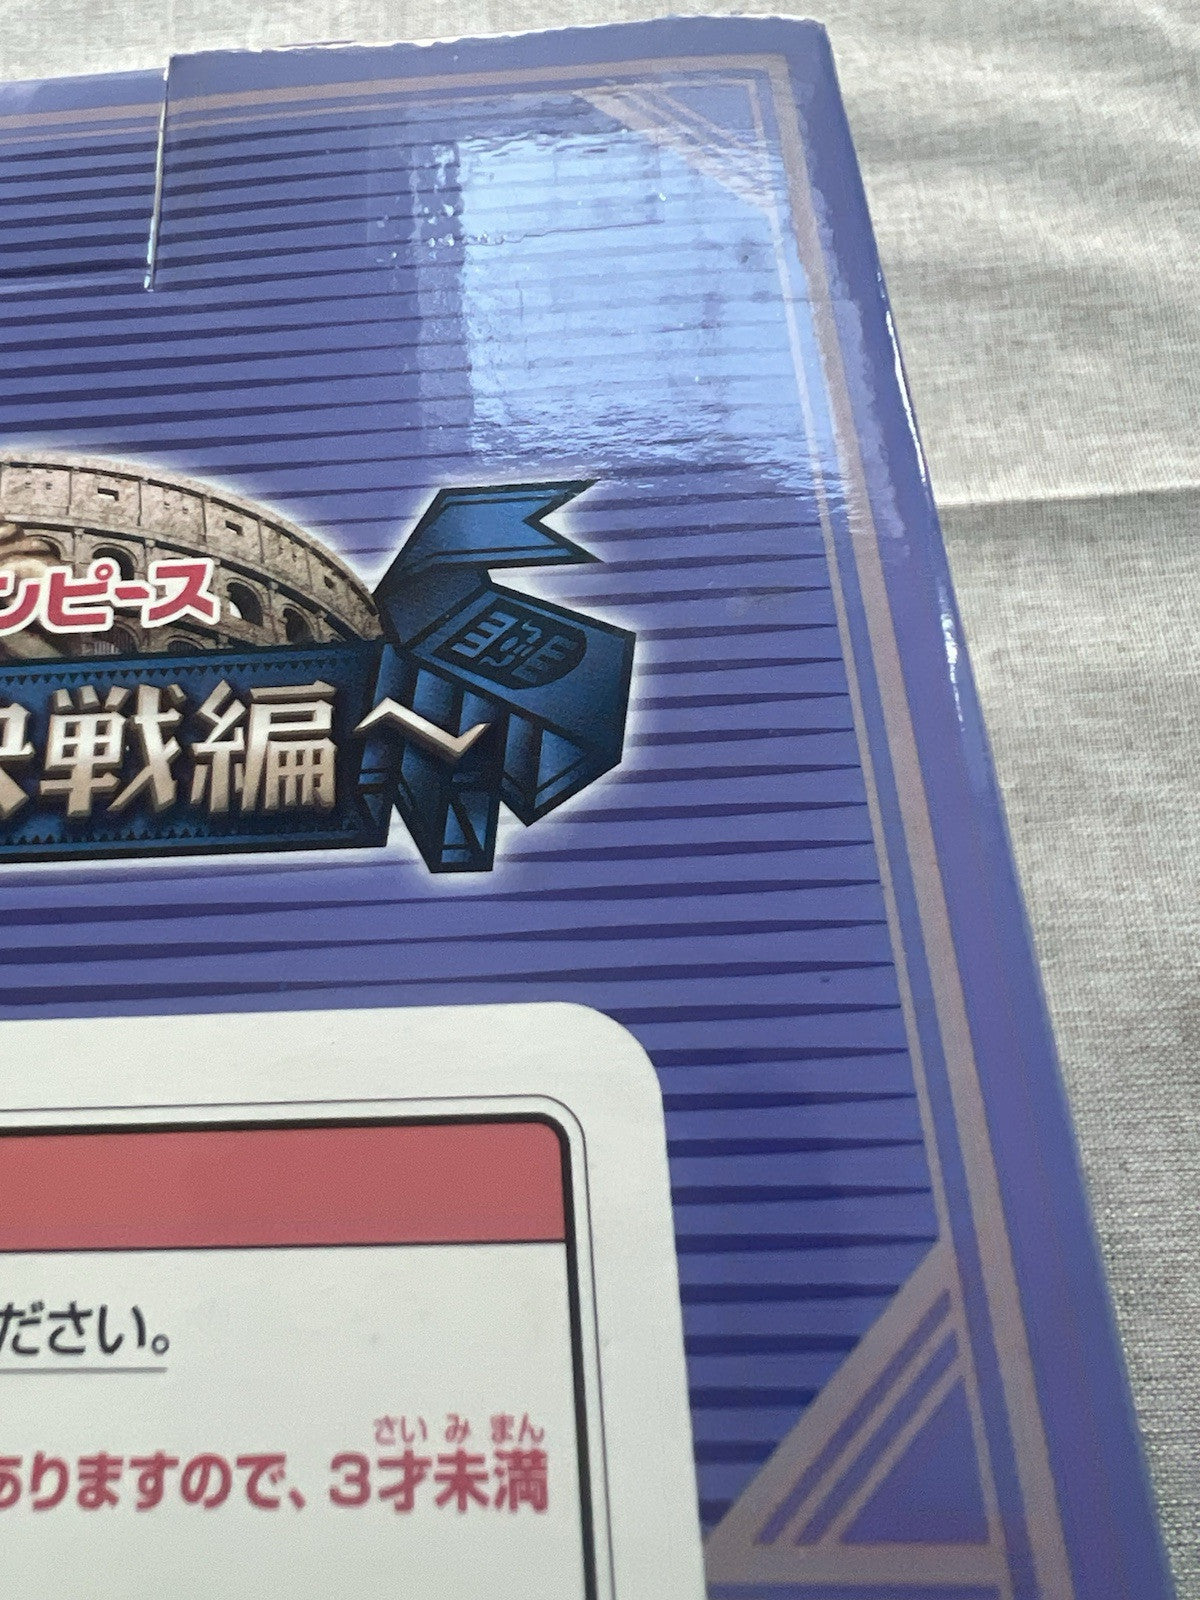 ンピース
決戦編～
ださい。
さい み まん
ありますので、3才未満